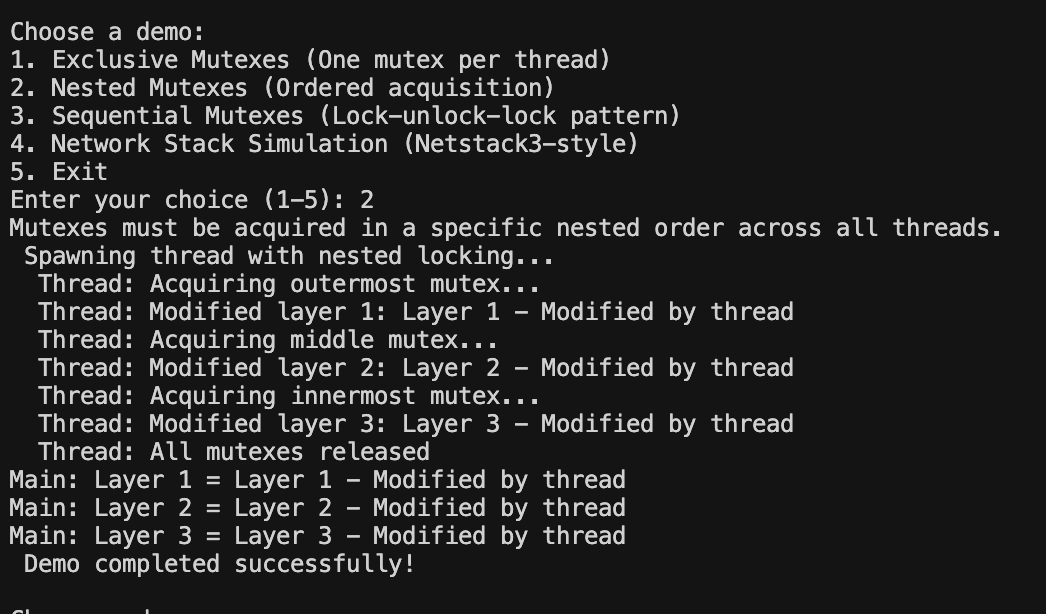 Choose a demo:
1. Exclusive Mutexes (One mutex per thread)
2. Nested Mutexes (Ordered acquisition)
3. Sequential Mutexes (Lock-unlock-lock pattern)
4. Network Stack Simulation (Netstack3-style)
5. Exit
Enter your choice (1-5): 2
Mutexes must be acquired in a specific nested order across all threads.
Spawning thread with nested locking...
Thread: Acquiring outermost mutex...
Thread: Modified layer 1: Layer 1 - Modified by thread
Thread: Acquiring middle mutex...
Thread: Modified layer 2: Layer 2 - Modified by thread
Thread: Acquiring innermost mutex...
Thread: Modified layer 3: Layer 3 - Modified by thread
Thread: All mutexes released
Main: Layer 1 = Layer 1 - Modified by thread
Main: Layer 2 = Layer 2 - Modified by thread
Main: Layer 3 = Layer 3 - Modified by thread
Demo completed successfully!